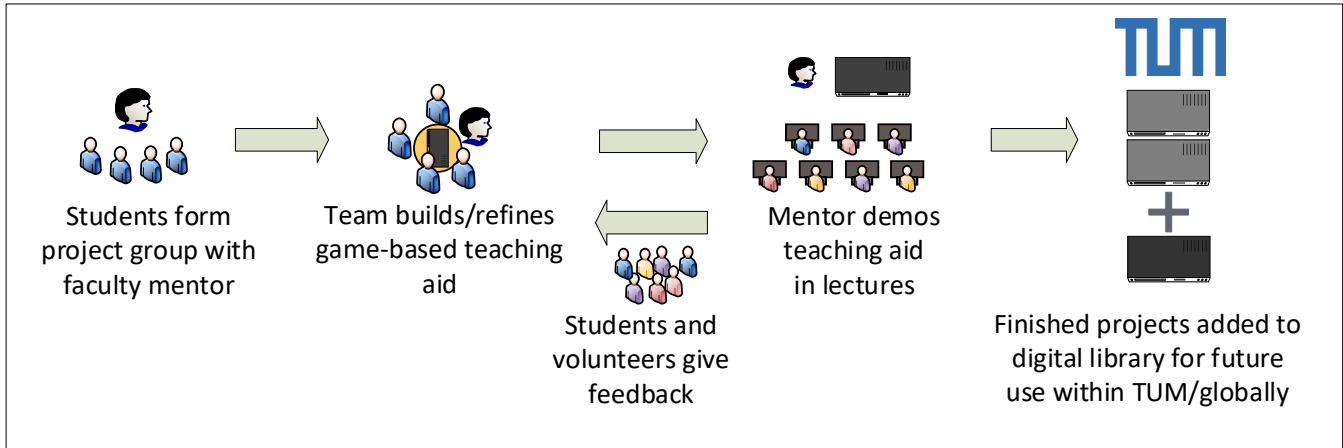 TUM
Students form
project group with
faculty mentor
Team builds/refines
game-based teaching
aid
Students and
volunteers give
feedback
Mentor demos
teaching aid
in lectures
Finished projects added to
digital library for future
use within TUM/globally